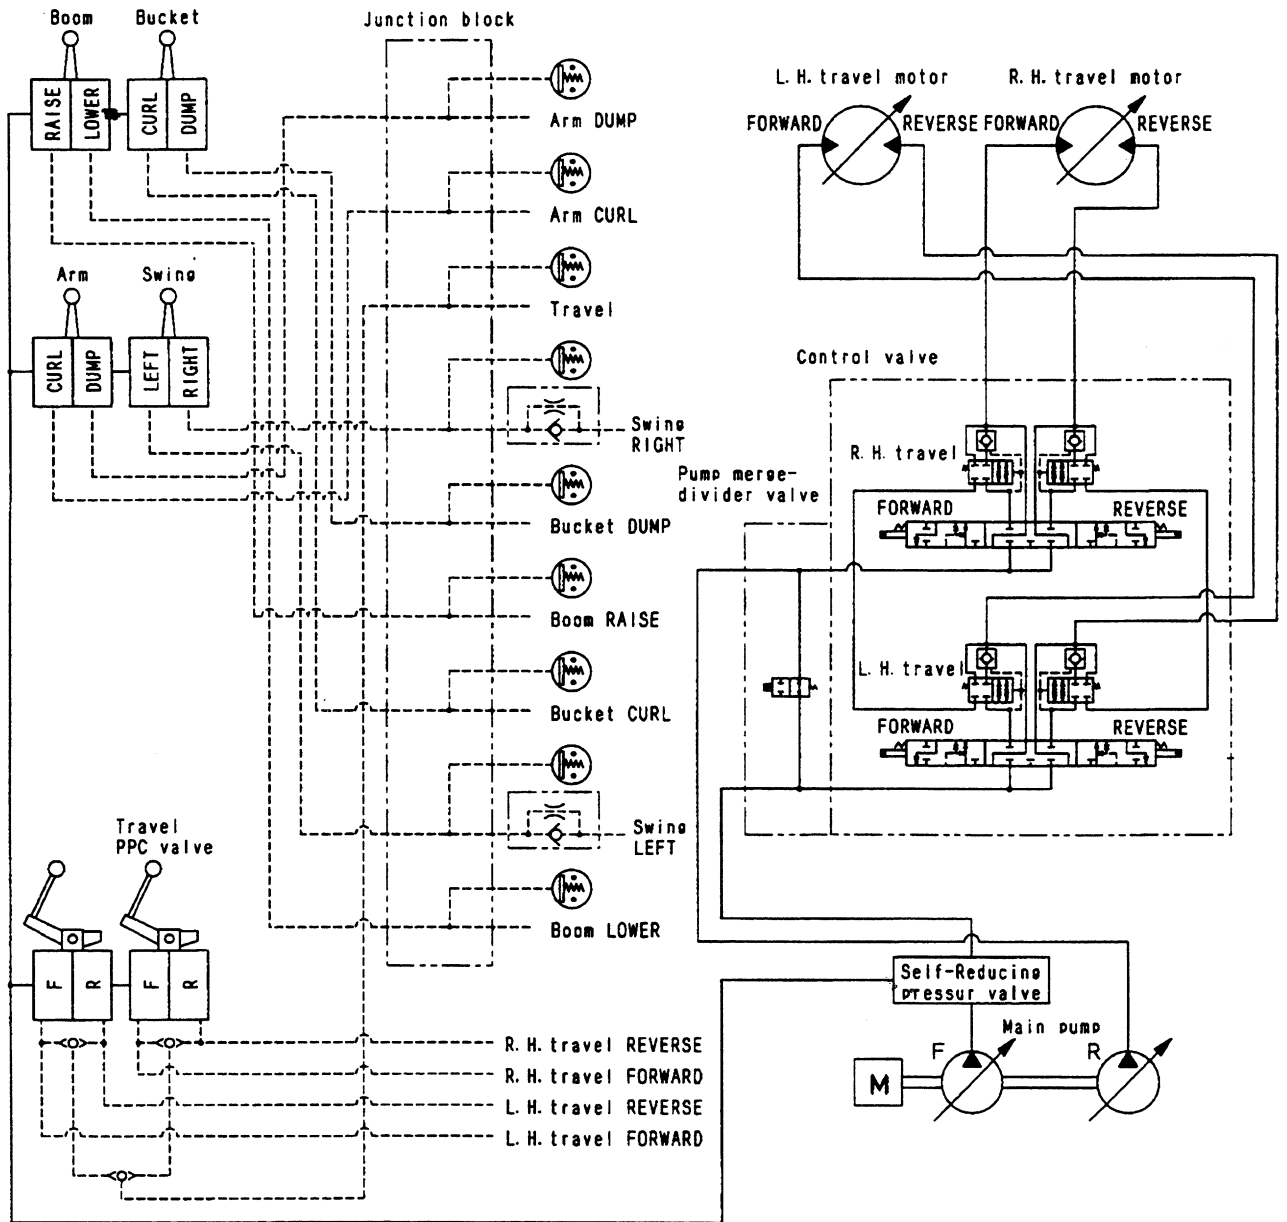 Boom Bucket
Junction block
RAISE LOWER CURL DUMP
Arm DUMP
L. H. travel motor R. H. travel motor
FORWARD REVERSE FORWARD REVERSE
Arm CURL
Arm Swing
CURL DUMP LEFT RIGHT
Travel
Control valve
Swing
RIGHT
R. H. travel
Pump merge-
divider valve
FORWARD REVERSE
Bucket DUMP
Boom RAISE
L. H. travel
Bucket CURL
FORWARD REVERSE
Travel
PPC valve
Swing
LEFT
Boom LOWER
F R F R
Self-Reducing
pressur valve
Main pump
F R
M
R. H. travel REVERSE
R. H. travel FORWARD
L. H. travel REVERSE
L. H. travel FORWARD